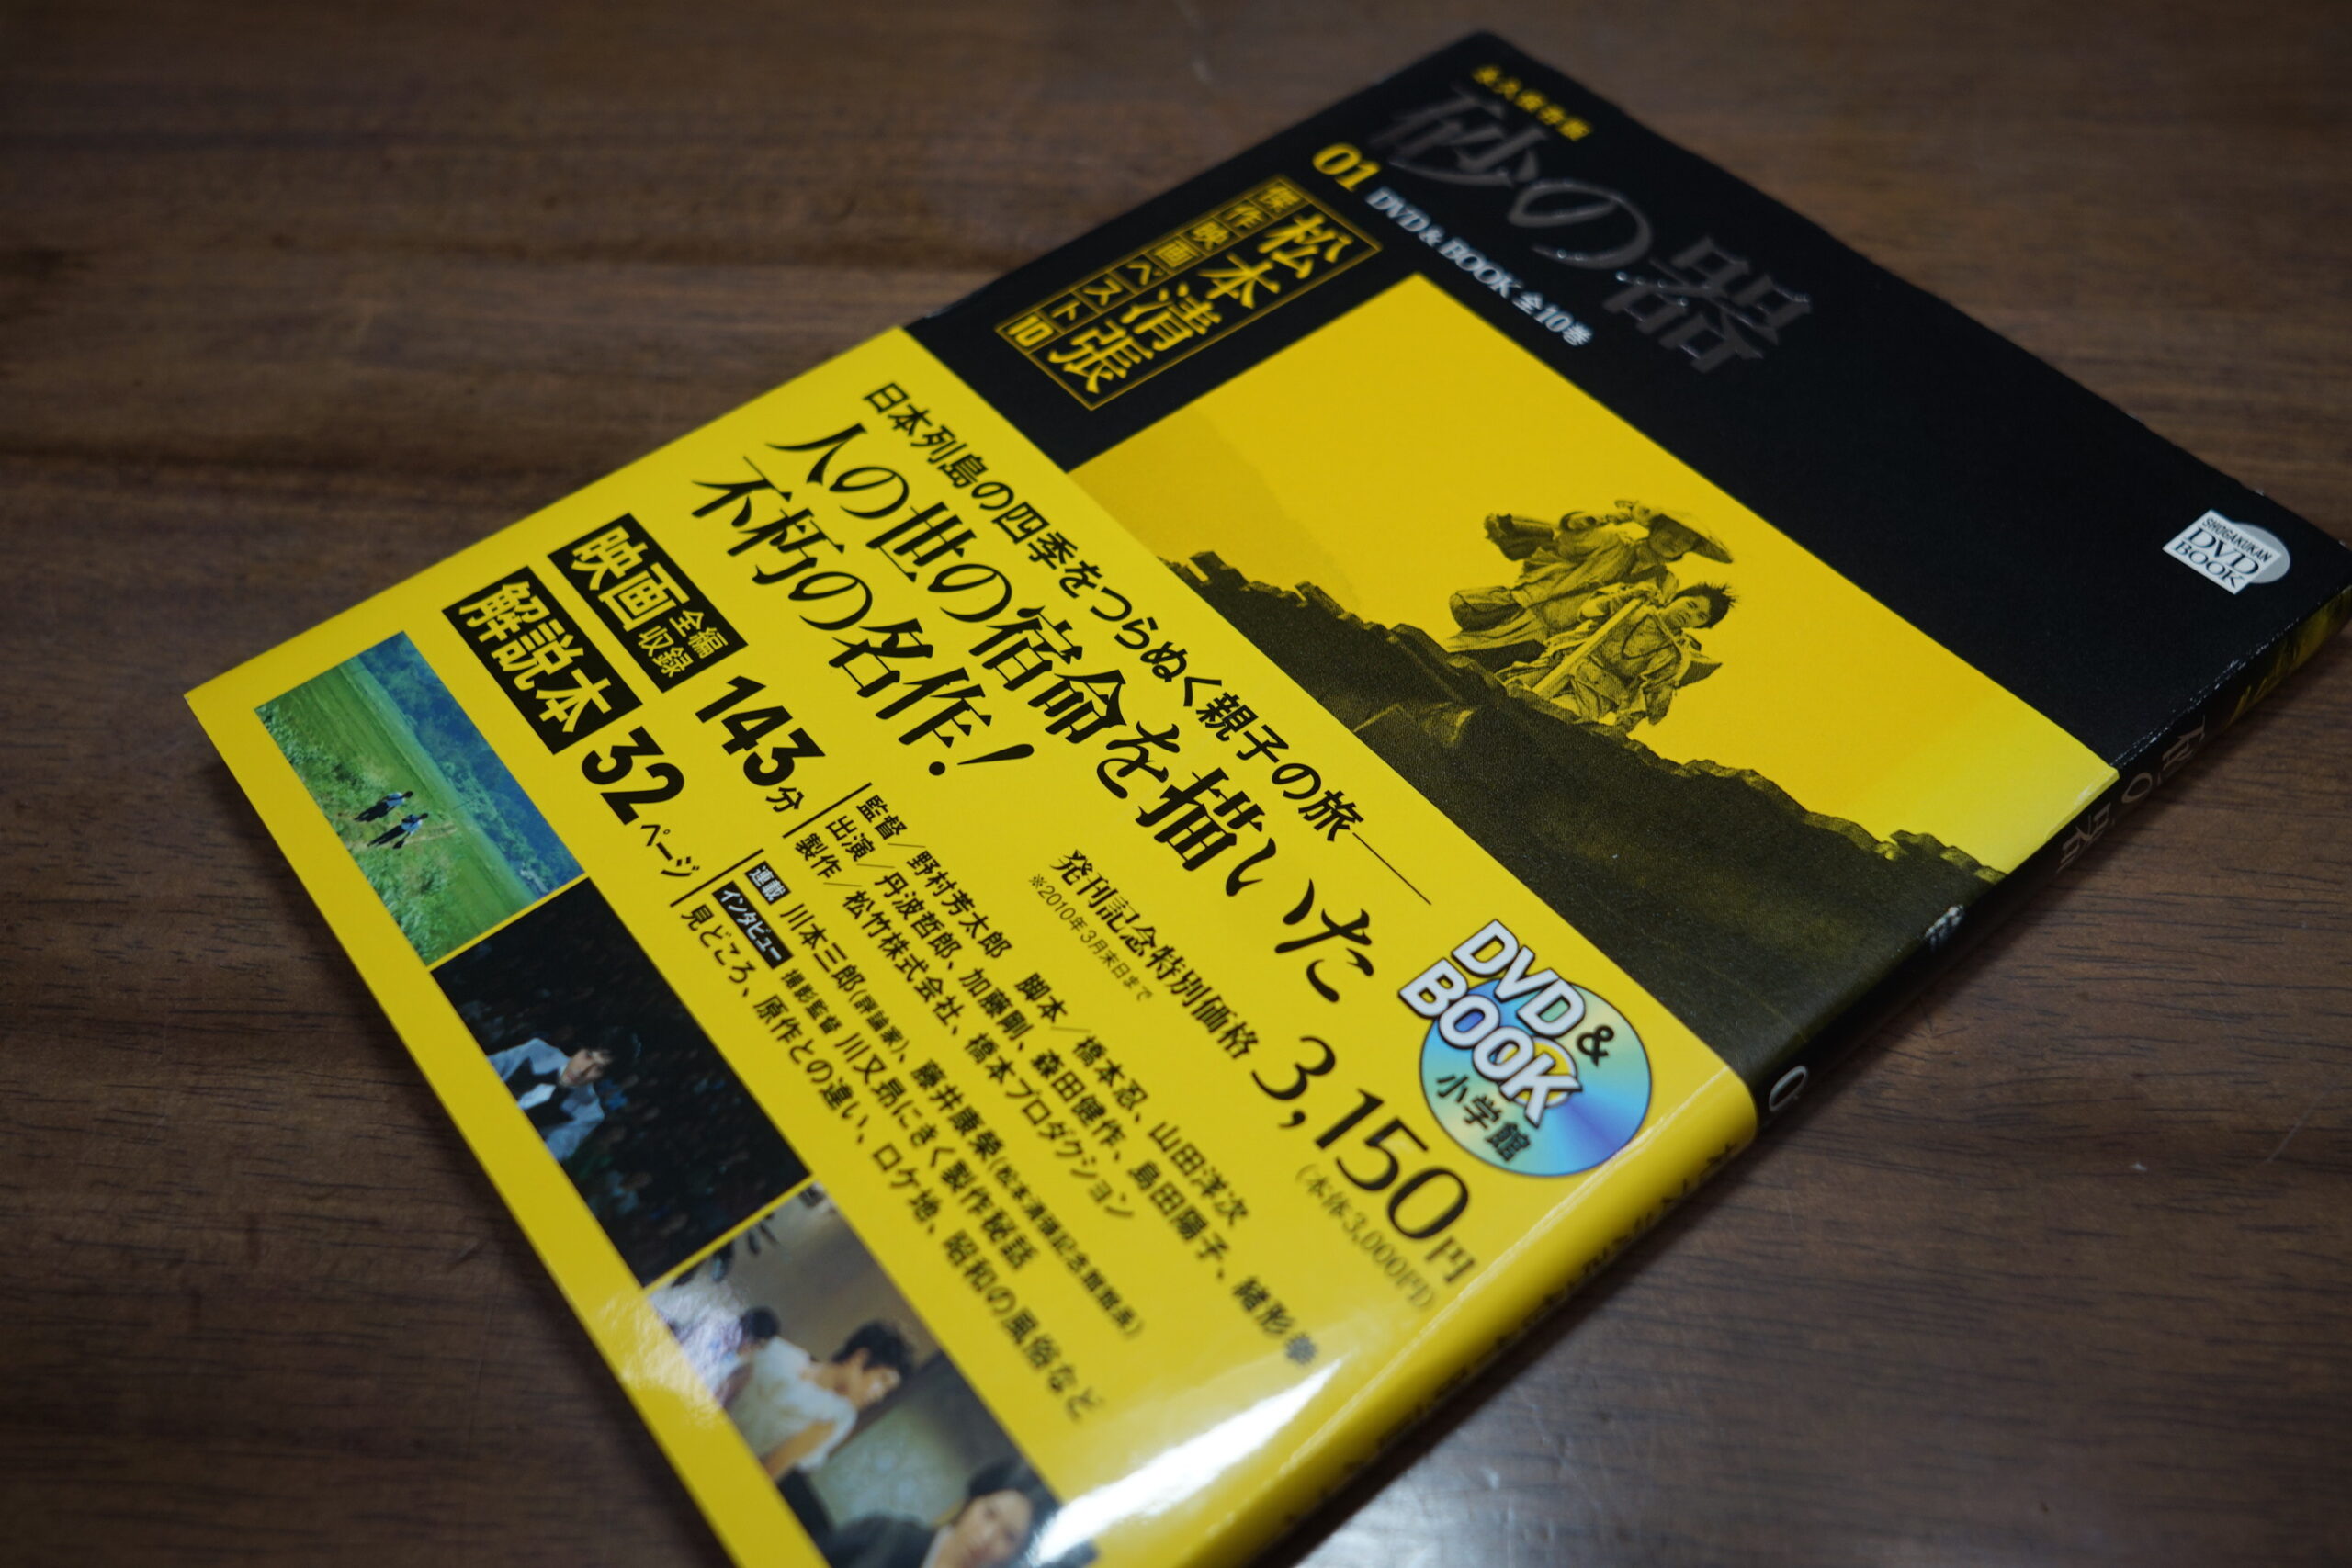 永久保存版
砂の器
01 DVD & BOOK 全10巻
松本清張
傑作映画ベスト10
SHOGAKUKAN
DVD
BOOK
日本列島の四季をつらぬく親子の旅――
人の世の宿命を描いた
不朽の名作!
発刊記念特別価格 3,150円
※2010年3月末日まで
(本体3,000円)
DVD &
BOOK
小学館
映画 全編収録 143分
監督/野村芳太郎 脚本/橋本忍、山田洋次
出演/丹波哲郎、加藤剛、森田健作、島田陽子、緒形拳
製作/松竹株式会社、橋本プロダクション
解説本 32ページ
連載 川本三郎(評論家)、藤井康榮(松本清張記念館館長)
インタビュー 撮影監督 川又昻にきく製作秘話
見どころ、原作との違い、ロケ地、昭和の風俗など
砂の器